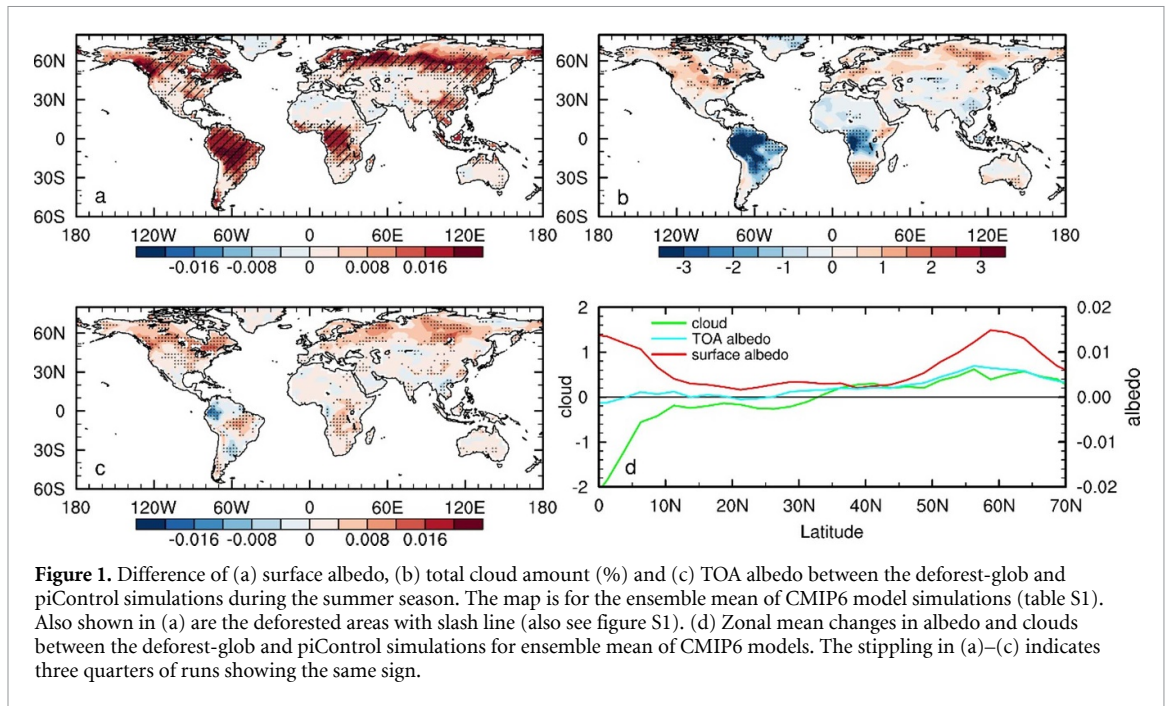 60N
30N
0
30S
60S
a
180 120W 60W 0 60E 120E 180
-0.016 -0.008 0 0.008 0.016
60N
30N
0
30S
60S
b
180 120W 60W 0 60E 120E 180
-3 -2 -1 0 1 2 3
60N
30N
0
30S
60S
c
180 120W 60W 0 60E 120E 180
-0.016 -0.008 0 0.008 0.016
2
1
0
-1
-2
cloud
cloud
TOA albedo
surface albedo
0.02
0.01
0.00
-0.01
-0.02
albedo
d
0 10N 20N 30N 40N 50N 60N 70N
Latitude
Figure 1. Difference of (a) surface albedo, (b) total cloud amount (%) and (c) TOA albedo between the deforest-glob and
piControl simulations during the summer season. The map is for the ensemble mean of CMIP6 model simulations (table S1).
Also shown in (a) are the deforested areas with slash line (also see figure S1). (d) Zonal mean changes in albedo and clouds
between the deforest-glob and piControl simulations for ensemble mean of CMIP6 models. The stippling in (a)–(c) indicates
three quarters of runs showing the same sign.